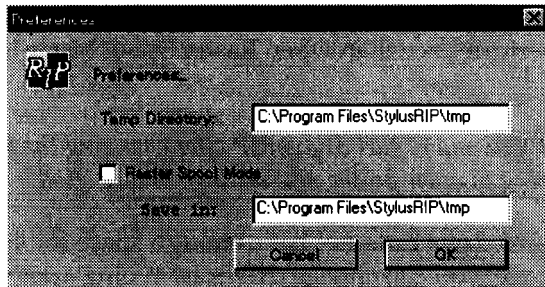 Preferences
RIP
Preferences...
Temp Directory: C:\Program Files\StylusRIP\tmp
Raster Spool Mode
Save in: C:\Program Files\StylusRIP\tmp
Cancel OK